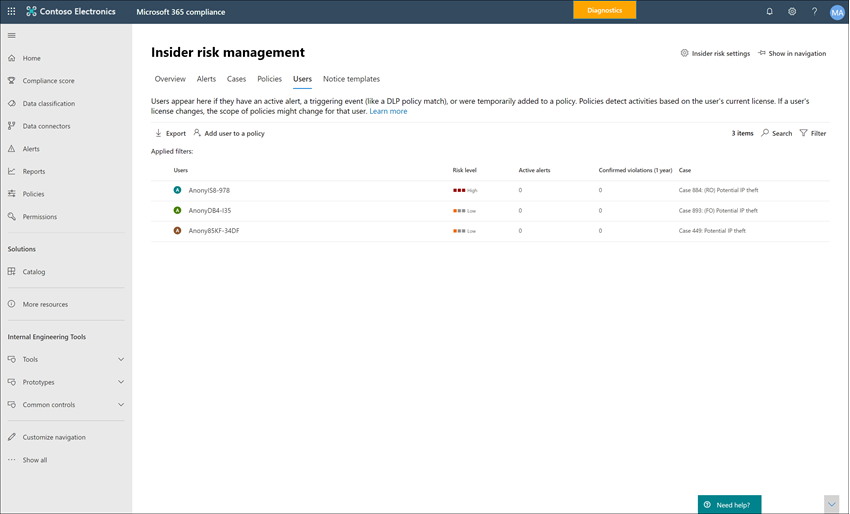 Contoso Electronics Microsoft 365 compliance Diagnostics ? MA
Home
Compliance score
Data classification
Data connectors
Alerts
Reports
Policies
Permissions
Solutions
Catalog
More resources
Internal Engineering Tools
Tools
Prototypes
Common controls
Customize navigation
Show all
Insider risk management
Insider risk settings Show in navigation
Overview Alerts Cases Policies Users Notice templates
Users appear here if they have an active alert, a triggering event (like a DLP policy match), or were temporarily added to a policy. Policies detect activities based on the user's current license. If a user's
license changes, the scope of policies might change for that user. Learn more
Export Add user to a policy 3 items Search Filter
Applied filters:
Users Risk level Active alerts Confirmed violations (1 year) Case
A AnonyIS8-978 High 0 0 Case 884: (RO) Potential IP theft
A AnonyDB4-I35 Low 0 0 Case 893: (FO) Potential IP theft
A AnonyB5KF-34DF Low 0 0 Case 449: Potential IP theft
Need help?